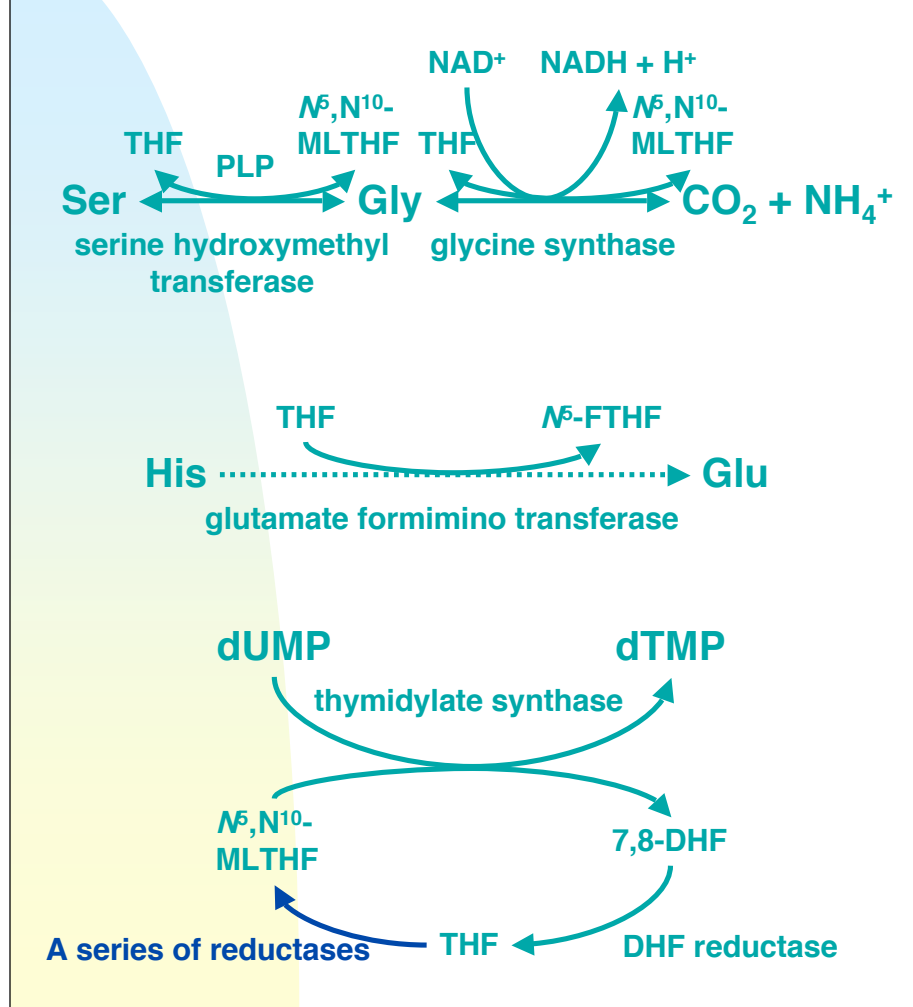 NAD⁺ NADH + H⁺
N⁵,N¹⁰- N⁵,N¹⁰-
THF MLTHF THF MLTHF
PLP
Ser Gly CO₂ + NH₄⁺
serine hydroxymethyl glycine synthase
transferase
THF N⁵-FTHF
His Glu
glutamate formimino transferase
dUMP dTMP
thymidylate synthase
N⁵,N¹⁰-
MLTHF 7,8-DHF
A series of reductases THF DHF reductase